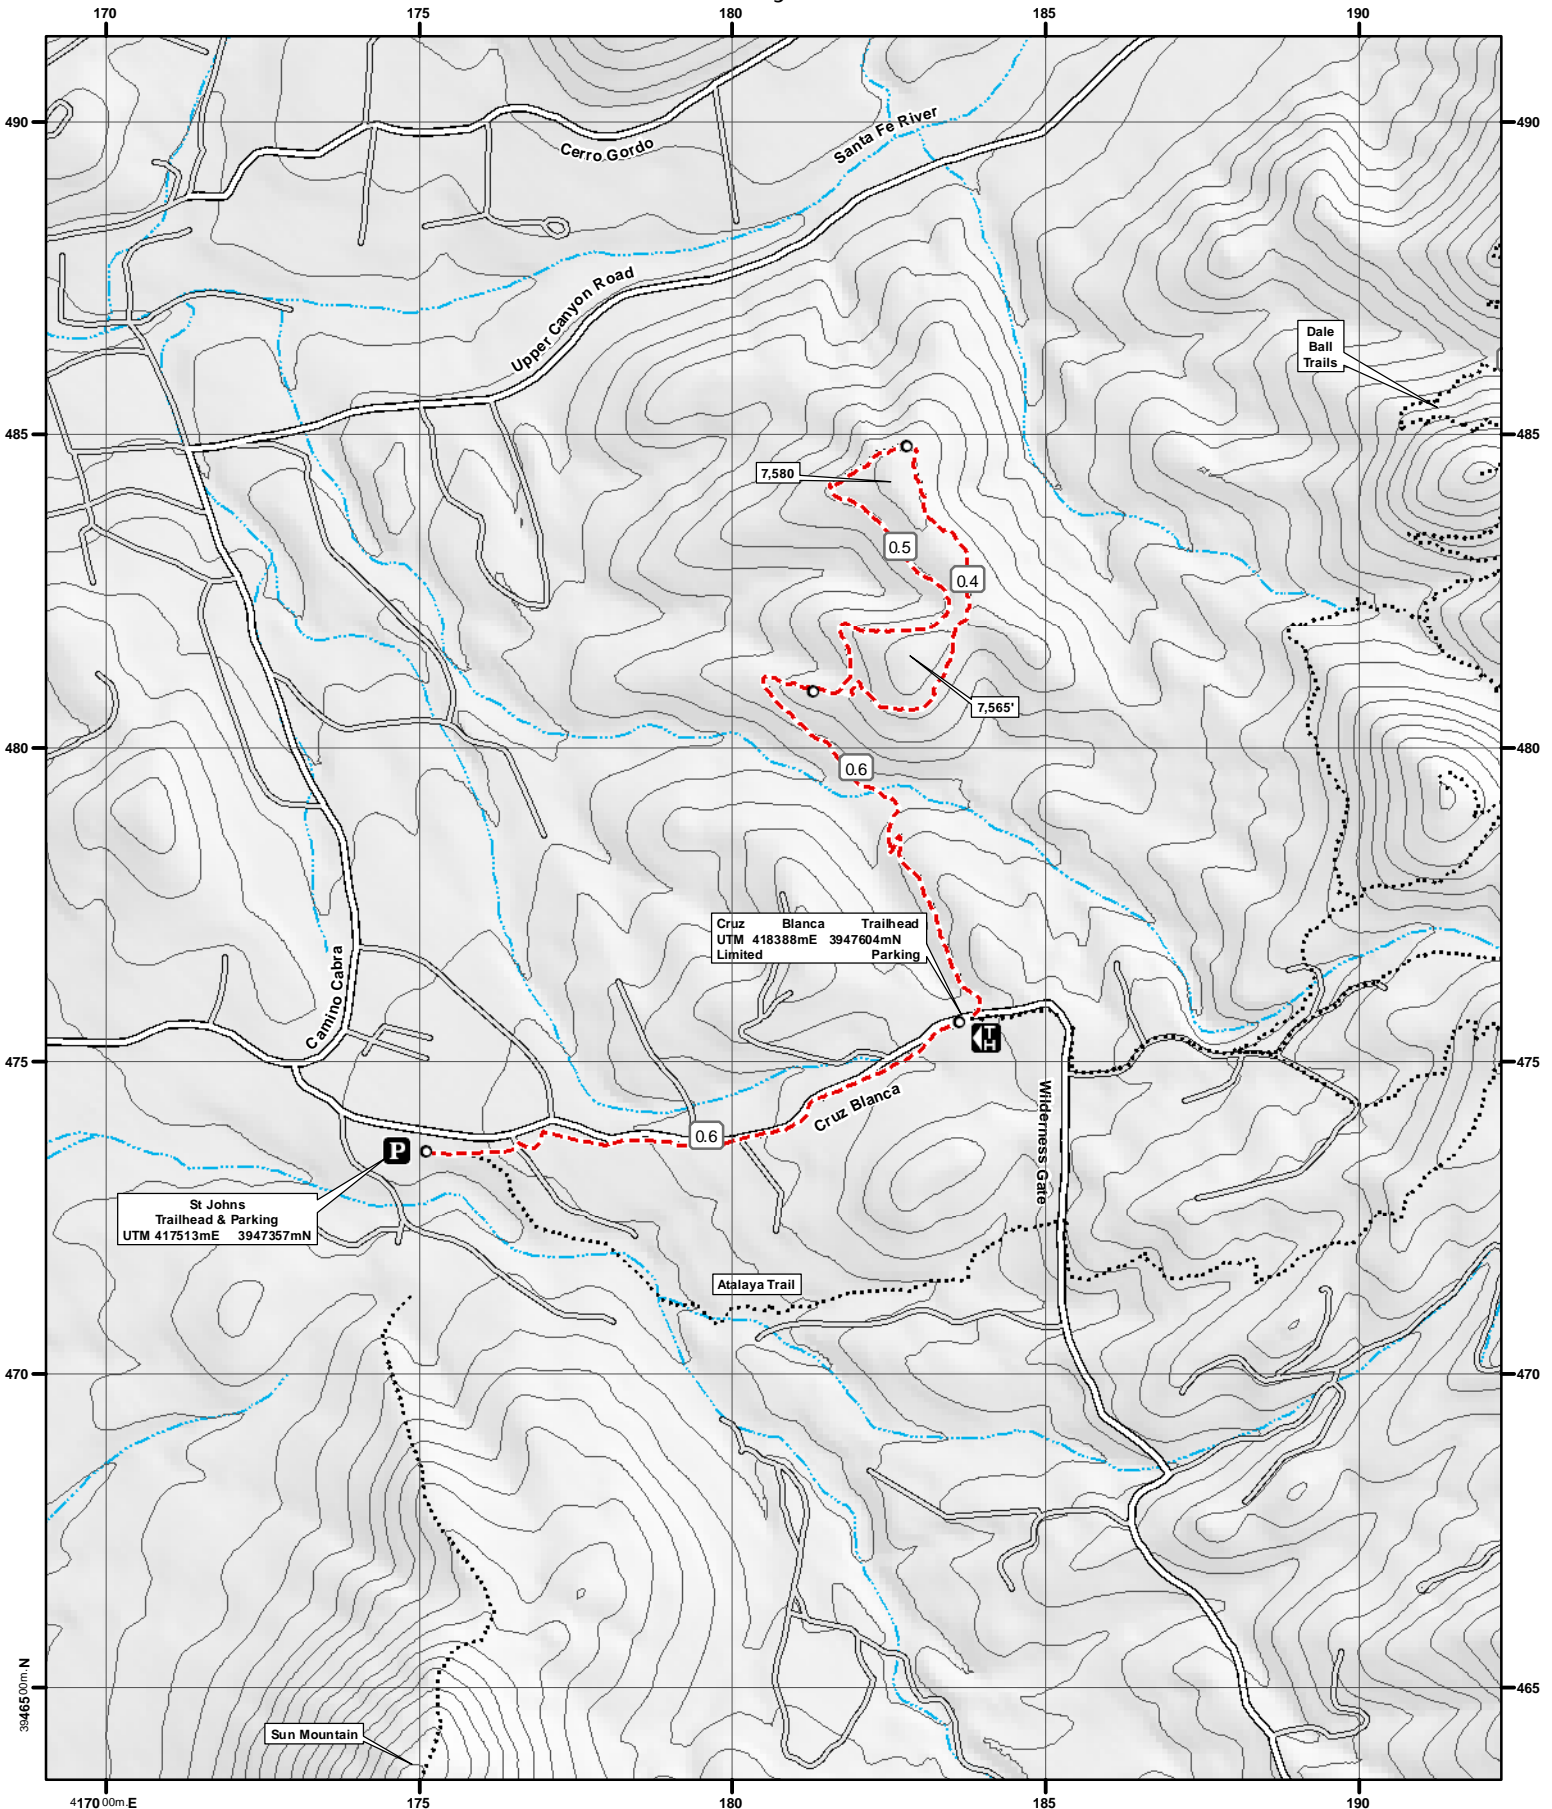 170 175 180 185 190
490 490
Santa Fe River
Cerro Gordo
Upper Canyon Road
Dale
Ball
Trails
485 485
7,580
0.5
0.4
7,565'
480 480
0.6
Cruz Blanca Trailhead
UTM 418388mE 3947604mN
Limited Parking
Camino Cabra
TH
475 475
Cruz Blanca
Wilderness Gate
0.6
P
St Johns
Trailhead & Parking
UTM 417513mE 3947357mN
Atalaya Trail
470 470
465
3946500m.N
Sun Mountain
417000m.E 175 180 185 190